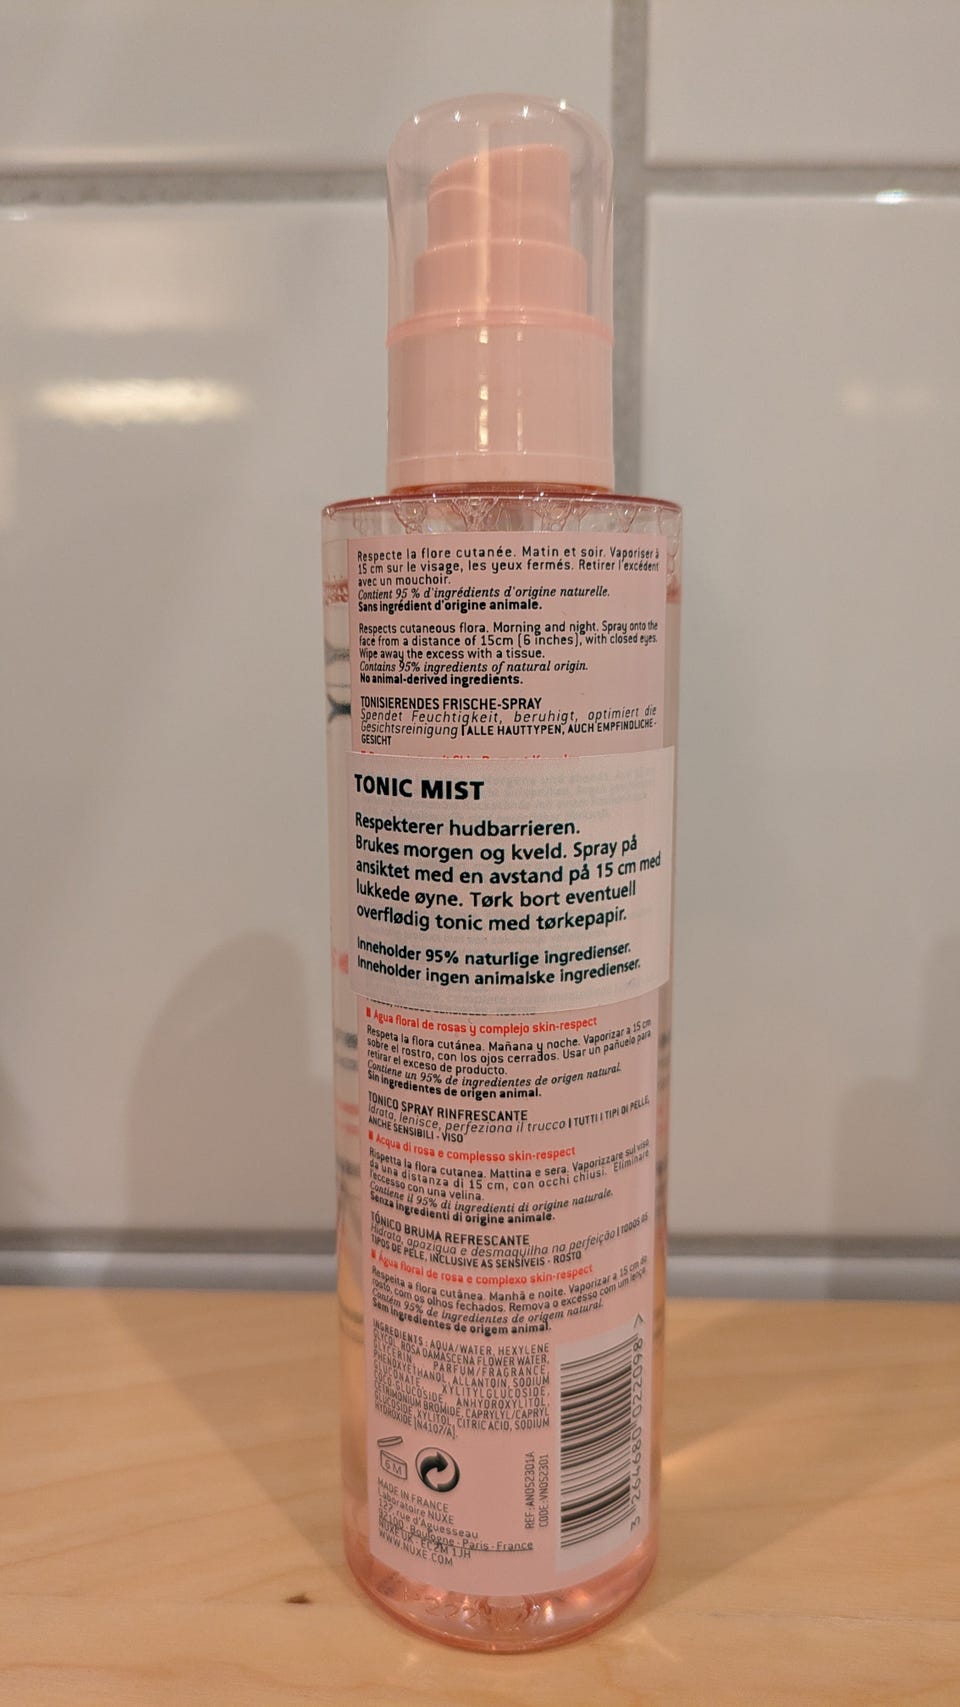 Respecte la flore cutanée. Matin et soir. Vaporiser à
15 cm sur le visage, les yeux fermés. Retirer l'excédent
avec un mouchoir.
Contient 95 % d'ingrédients d'origine naturelle.
Sans ingrédient d'origine animale.
Respects cutaneous flora. Morning and night. Spray onto the
face from a distance of 15cm (6 inches), with closed eyes.
Wipe away the excess with a tissue.
Contains 95% ingredients of natural origin.
No animal-derived ingredients.
TONISIERENDES FRISCHE-SPRAY
Spendet Feuchtigkeit, beruhigt, optimiert die
Gesichtsreinigung | ALLE HAUTTYPEN, AUCH EMPFINDLICHE-
GESICHT
TONIC MIST
Respekterer hudbarrieren.
Brukes morgen og kveld. Spray på
ansiktet med en avstand på 15 cm med
lukkede øyne. Tørk bort eventuell
overflødig tonic med tørkepapir.
Inneholder 95% naturlige ingredienser.
Inneholder ingen animalske ingredienser.
Agua floral de rosas y complejo skin-respect
Respeta la flora cutánea. Mañana y noche. Vaporizar a 15 cm
sobre el rostro, con los ojos cerrados. Usar un pañuelo para
retirar el exceso de producto.
Contiene un 95% de ingredientes de origen natural.
Sin ingredientes de origen animal.
TONICO SPRAY RINFRESCANTE
Idrata, lenisce, perfeziona il trucco | TUTTI I TIPI DI PELLE,
ANCHE SENSIBILI - VISO
Acqua di rosa e complesso skin-respect
Rispetta la flora cutanea. Mattina e sera. Vaporizzare sul viso
da una distanza di 15 cm, con occhi chiusi. Eliminare
l'eccesso con una velina.
Contiene il 95% di ingredienti di origine naturale.
Senza ingredienti di origine animale.
TÓNICO BRUMA REFRESCANTE
Hidrata, apazigua e desmaquilha na perfeição | TODOS OS
TIPOS DE PELE, INCLUSIVE AS SENSÍVEIS - ROSTO
Água floral de rosa e complexo skin-respect
Respeita a flora cutânea. Manhã e noite. Vaporizar a 15 cm do
rosto, com os olhos fechados. Remova o excesso com um lenço.
Contém 95% de ingredientes de origem natural.
Sem ingredientes de origem animal.
INGREDIENTS : AQUA/WATER, HEXYLENE
GLYCOL, ROSA DAMASCENA FLOWER WATER,
GLYCERIN, PARFUM/FRAGRANCE,
PHENOXYETHANOL, ALLANTOIN, SODIUM
GLUCONATE, XYLITYLGLUCOSIDE,
COCO-GLUCOSIDE, ANHYDROXYLITOL,
CETRIMONIUM BROMIDE, CAPRYLYL/CAPRYL
GLUCOSIDE, XYLITOL, CITRIC ACID, SODIUM
HYDROXIDE [N4107/A].
6 M
REF: AN052301A
CODE: VN052301
3 264680 022098 >
MADE IN FRANCE
Laboratoire NUXE
127, rue d'Aguesseau
92100 - Boulogne - Paris - France
NUXE UK - EC2M 1JH
WWW.NUXE.COM